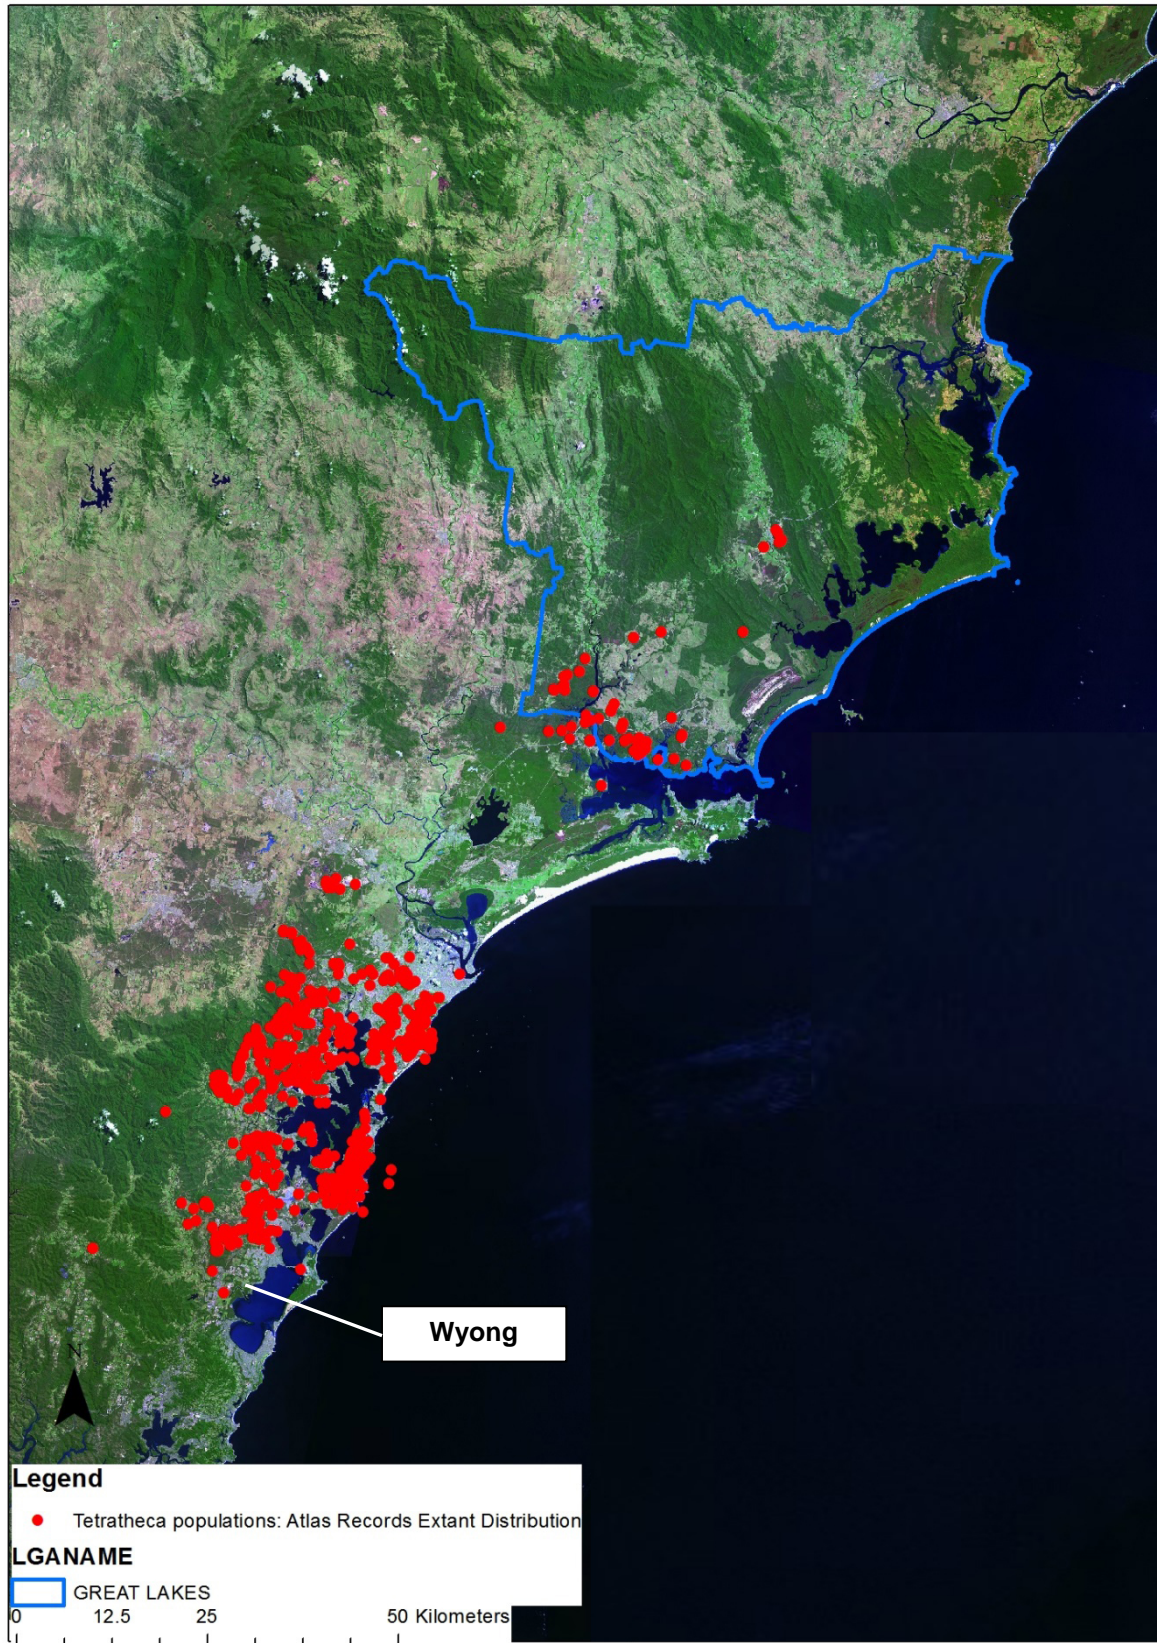 Wyong
N
Legend
Tetratheca populations: Atlas Records Extant Distribution
LGANAME
GREAT LAKES
0 12.5 25 50 Kilometers